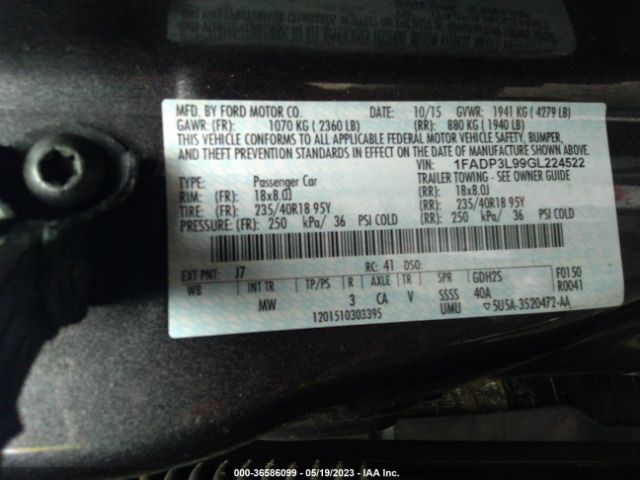 MFD. BY FORD MOTOR CO. DATE: 10/15 GVWR: 1941 KG ( 4279 LB)
GAWR: (FR): 1070 KG ( 2360 LB) (RR): 880 KG ( 1940 LB)
THIS VEHICLE CONFORMS TO ALL APPLICABLE FEDERAL MOTOR VEHICLE SAFETY, BUMPER,
AND THEFT PREVENTION STANDARDS IN EFFECT ON THE DATE OF MANUFACTURE SHOWN ABOVE.
VIN: 1FADP3L99GL224522
TYPE: Passenger Car TRAILER TOWING - SEE OWNER GUIDE
RIM: (FR): 18x8.0J (RR): 18x8.0J
TIRE: (FR): 235/40R18 95Y (RR): 235/40R18 95Y
PRESSURE: (FR): 250 kPa/ 36 PSI COLD (RR): 250 kPa/ 36 PSI COLD
EXT PNT: J7 RC: 41 DSO: F0150
WB INT TR TP/PS R AXLE TR SPR GDH2S R0041
MW 3 CA V SSSS 40A
1201510303395 UMU 5U5A-3520472-AA
000-36586099 - 05/19/2023 - IAA Inc.